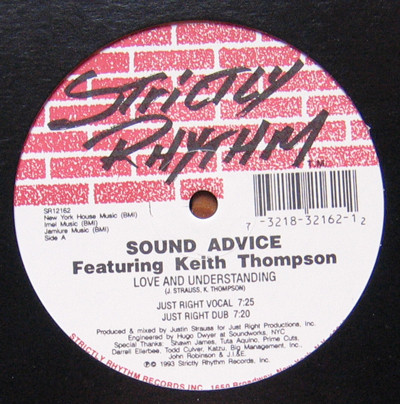 STRICTLY
RHYTHM
T.M.
SR12162
New York House Music (BMI)
Imel Music (BMI)
Jamlure Music (BMI)
Side A
7 -3218-32162-1 2
SOUND ADVICE
Featuring Keith Thompson
LOVE AND UNDERSTANDING
(J. STRAUSS, K. THOMPSON)
JUST RIGHT VOCAL 7:25
JUST RIGHT DUB 7:20
Produced & mixed by Justin Strauss for Just Right Productions, Inc.
Engineered by Hugo Dwyer at Soundworks, NYC
Special Thanks: Shawn James, Tuta Aquino, Prime Cuts,
Darrell Ellerbee, Todd Culver, Katzu, Big Management, Inc.,
John Robinson & J.I.&E.
℗ © 1993 Strictly Rhythm Records, Inc.
STRICTLY RHYTHM RECORDS INC. 1650 Broadway